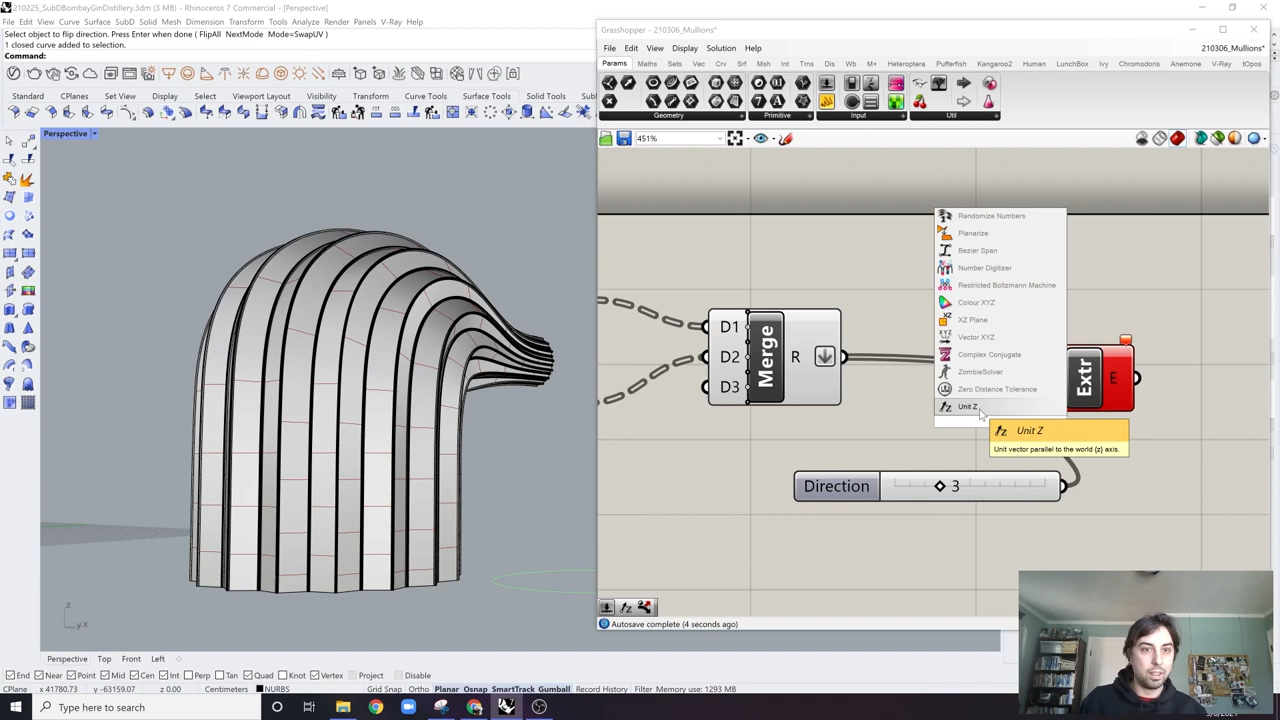 210225_SubDBombayGinDistillery.3dm (3 MB) - Rhinoceros 7 Commercial - [Perspective]
File Edit View Curve Surface SubD Solid Mesh Dimension Transform Tools Analyze Render Panels V-Ray Help
Select object to flip direction. Press Enter when done ( FlipAll NextMode Mode=SwapUV )
1 closed curve added to selection.
Command:
Standard CPlanes Set View Display Select Viewport Layout Visibility Transform Curve Tools Surface Tools Solid Tools
Perspective
z
y x
Perspective Top Front Left
End Near Point Mid Cen Int Perp Tan Quad Knot Vertex Project Disable
CPlane x 41780.73 y -63159.07 z 0.00 Centimeters NURBS Grid Snap Ortho Planar Osnap SmartTrack Gumball Record History Filter Memory use: 1293 MB
Type here to search
Grasshopper - 210306_Mullions*
File Edit View Display Solution Help 210306_Mullions*
Params Maths Sets Vec Crv Srf Msh Int Trns Dis Wb M+ Heteroptera Pufferfish Kangaroo2 Human LunchBox Ivy Chromodoris Anemone V-Ray tOpos
Geometry Primitive Input Util
451%
Randomize Numbers
Planarize
Bezier Span
Number Digitizer
Restricted Boltzmann Machine
Colour XYZ
XZ Plane
Vector XYZ
Complex Conjugate
ZombieSolver
Zero Distance Tolerance
Unit Z
Unit Z
Unit vector parallel to the world {z} axis.
D1
D2
D3
Merge
R
Extr
E
Direction 3
Autosave complete (4 seconds ago)